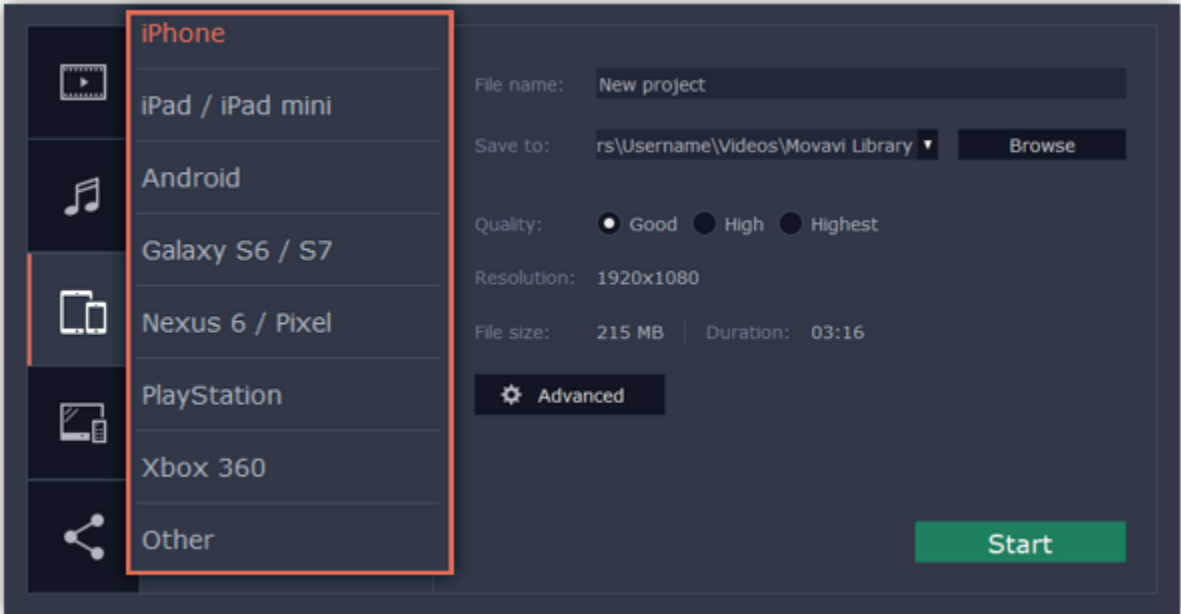 iPhone
iPad / iPad mini
Android
Galaxy S6 / S7
Nexus 6 / Pixel
PlayStation
Xbox 360
Other
File name: New project
Save to: rs\Username\Videos\Movavi Library Browse
Quality: Good High Highest
Resolution: 1920x1080
File size: 215 MB Duration: 03:16
Advanced
Start